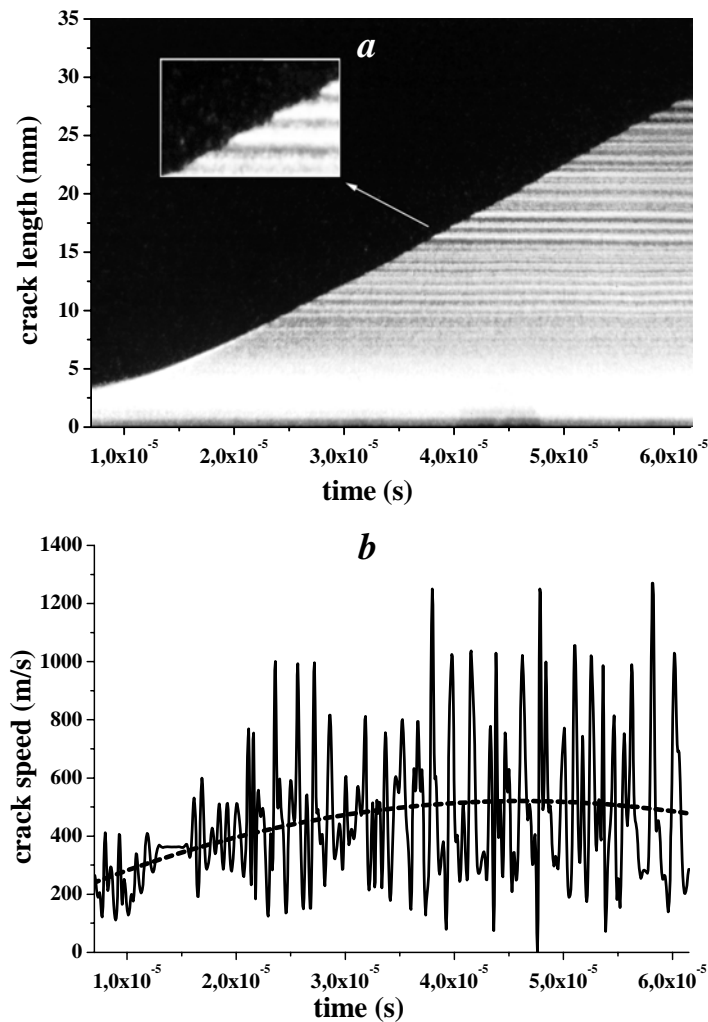 a
35
30
25
20
15
10
5
0
crack length (mm)
1,0x10⁻⁵ 2,0x10⁻⁵ 3,0x10⁻⁵ 4,0x10⁻⁵ 5,0x10⁻⁵ 6,0x10⁻⁵
time (s)
b
1400
1200
1000
800
600
400
200
0
crack speed (m/s)
1,0x10⁻⁵ 2,0x10⁻⁵ 3,0x10⁻⁵ 4,0x10⁻⁵ 5,0x10⁻⁵ 6,0x10⁻⁵
time (s)